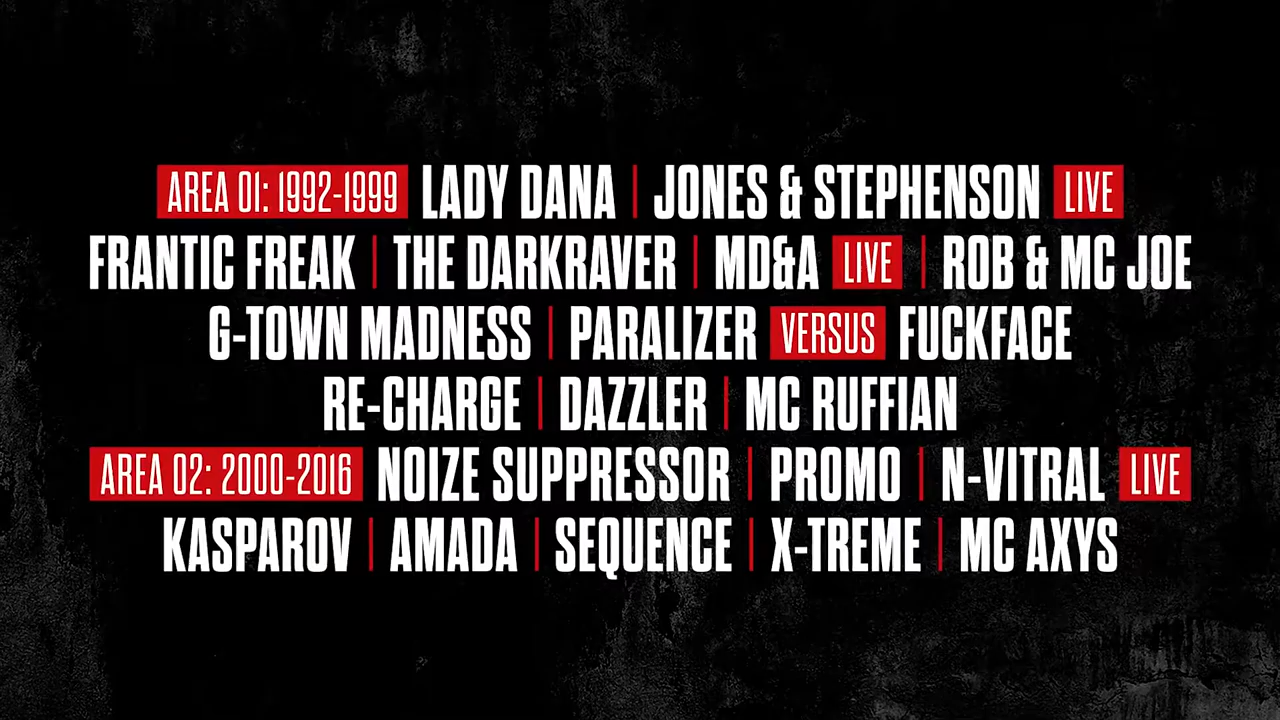 AREA 01: 1992-1999 LADY DANA | JONES & STEPHENSON LIVE
FRANTIC FREAK | THE DARKRAVER | MD&A LIVE | ROB & MC JOE
G-TOWN MADNESS | PARALIZER VERSUS FUCKFACE
RE-CHARGE | DAZZLER | MC RUFFIAN
AREA 02: 2000-2016 NOIZE SUPPRESSOR | PROMO | N-VITRAL LIVE
KASPAROV | AMADA | SEQUENCE | X-TREME | MC AXYS